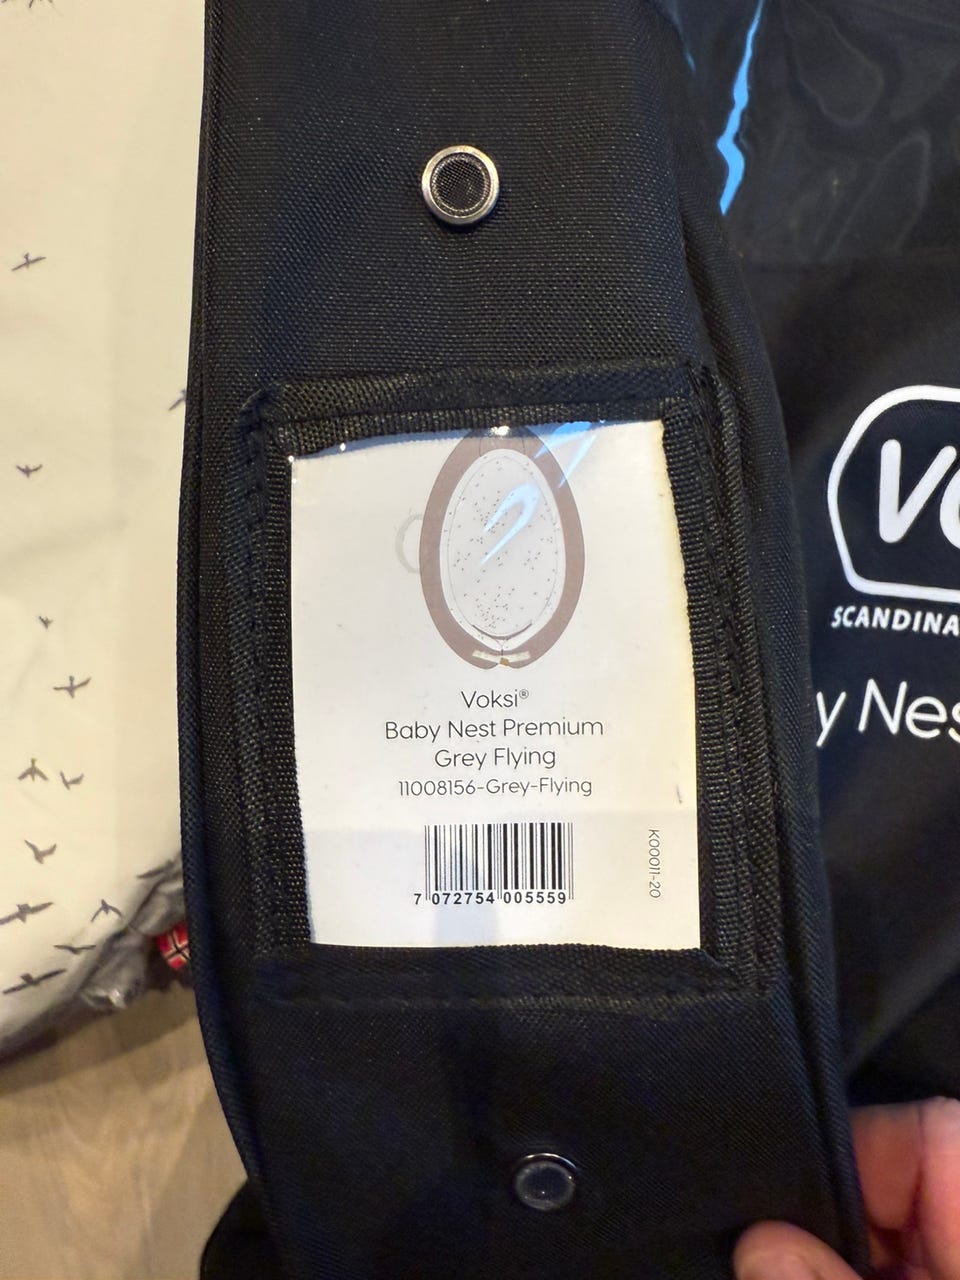 Voksi®
Baby Nest Premium
Grey Flying
11008156-Grey-Flying
7 072754 005559
K00011-20
VO
SCANDINA
y Nes